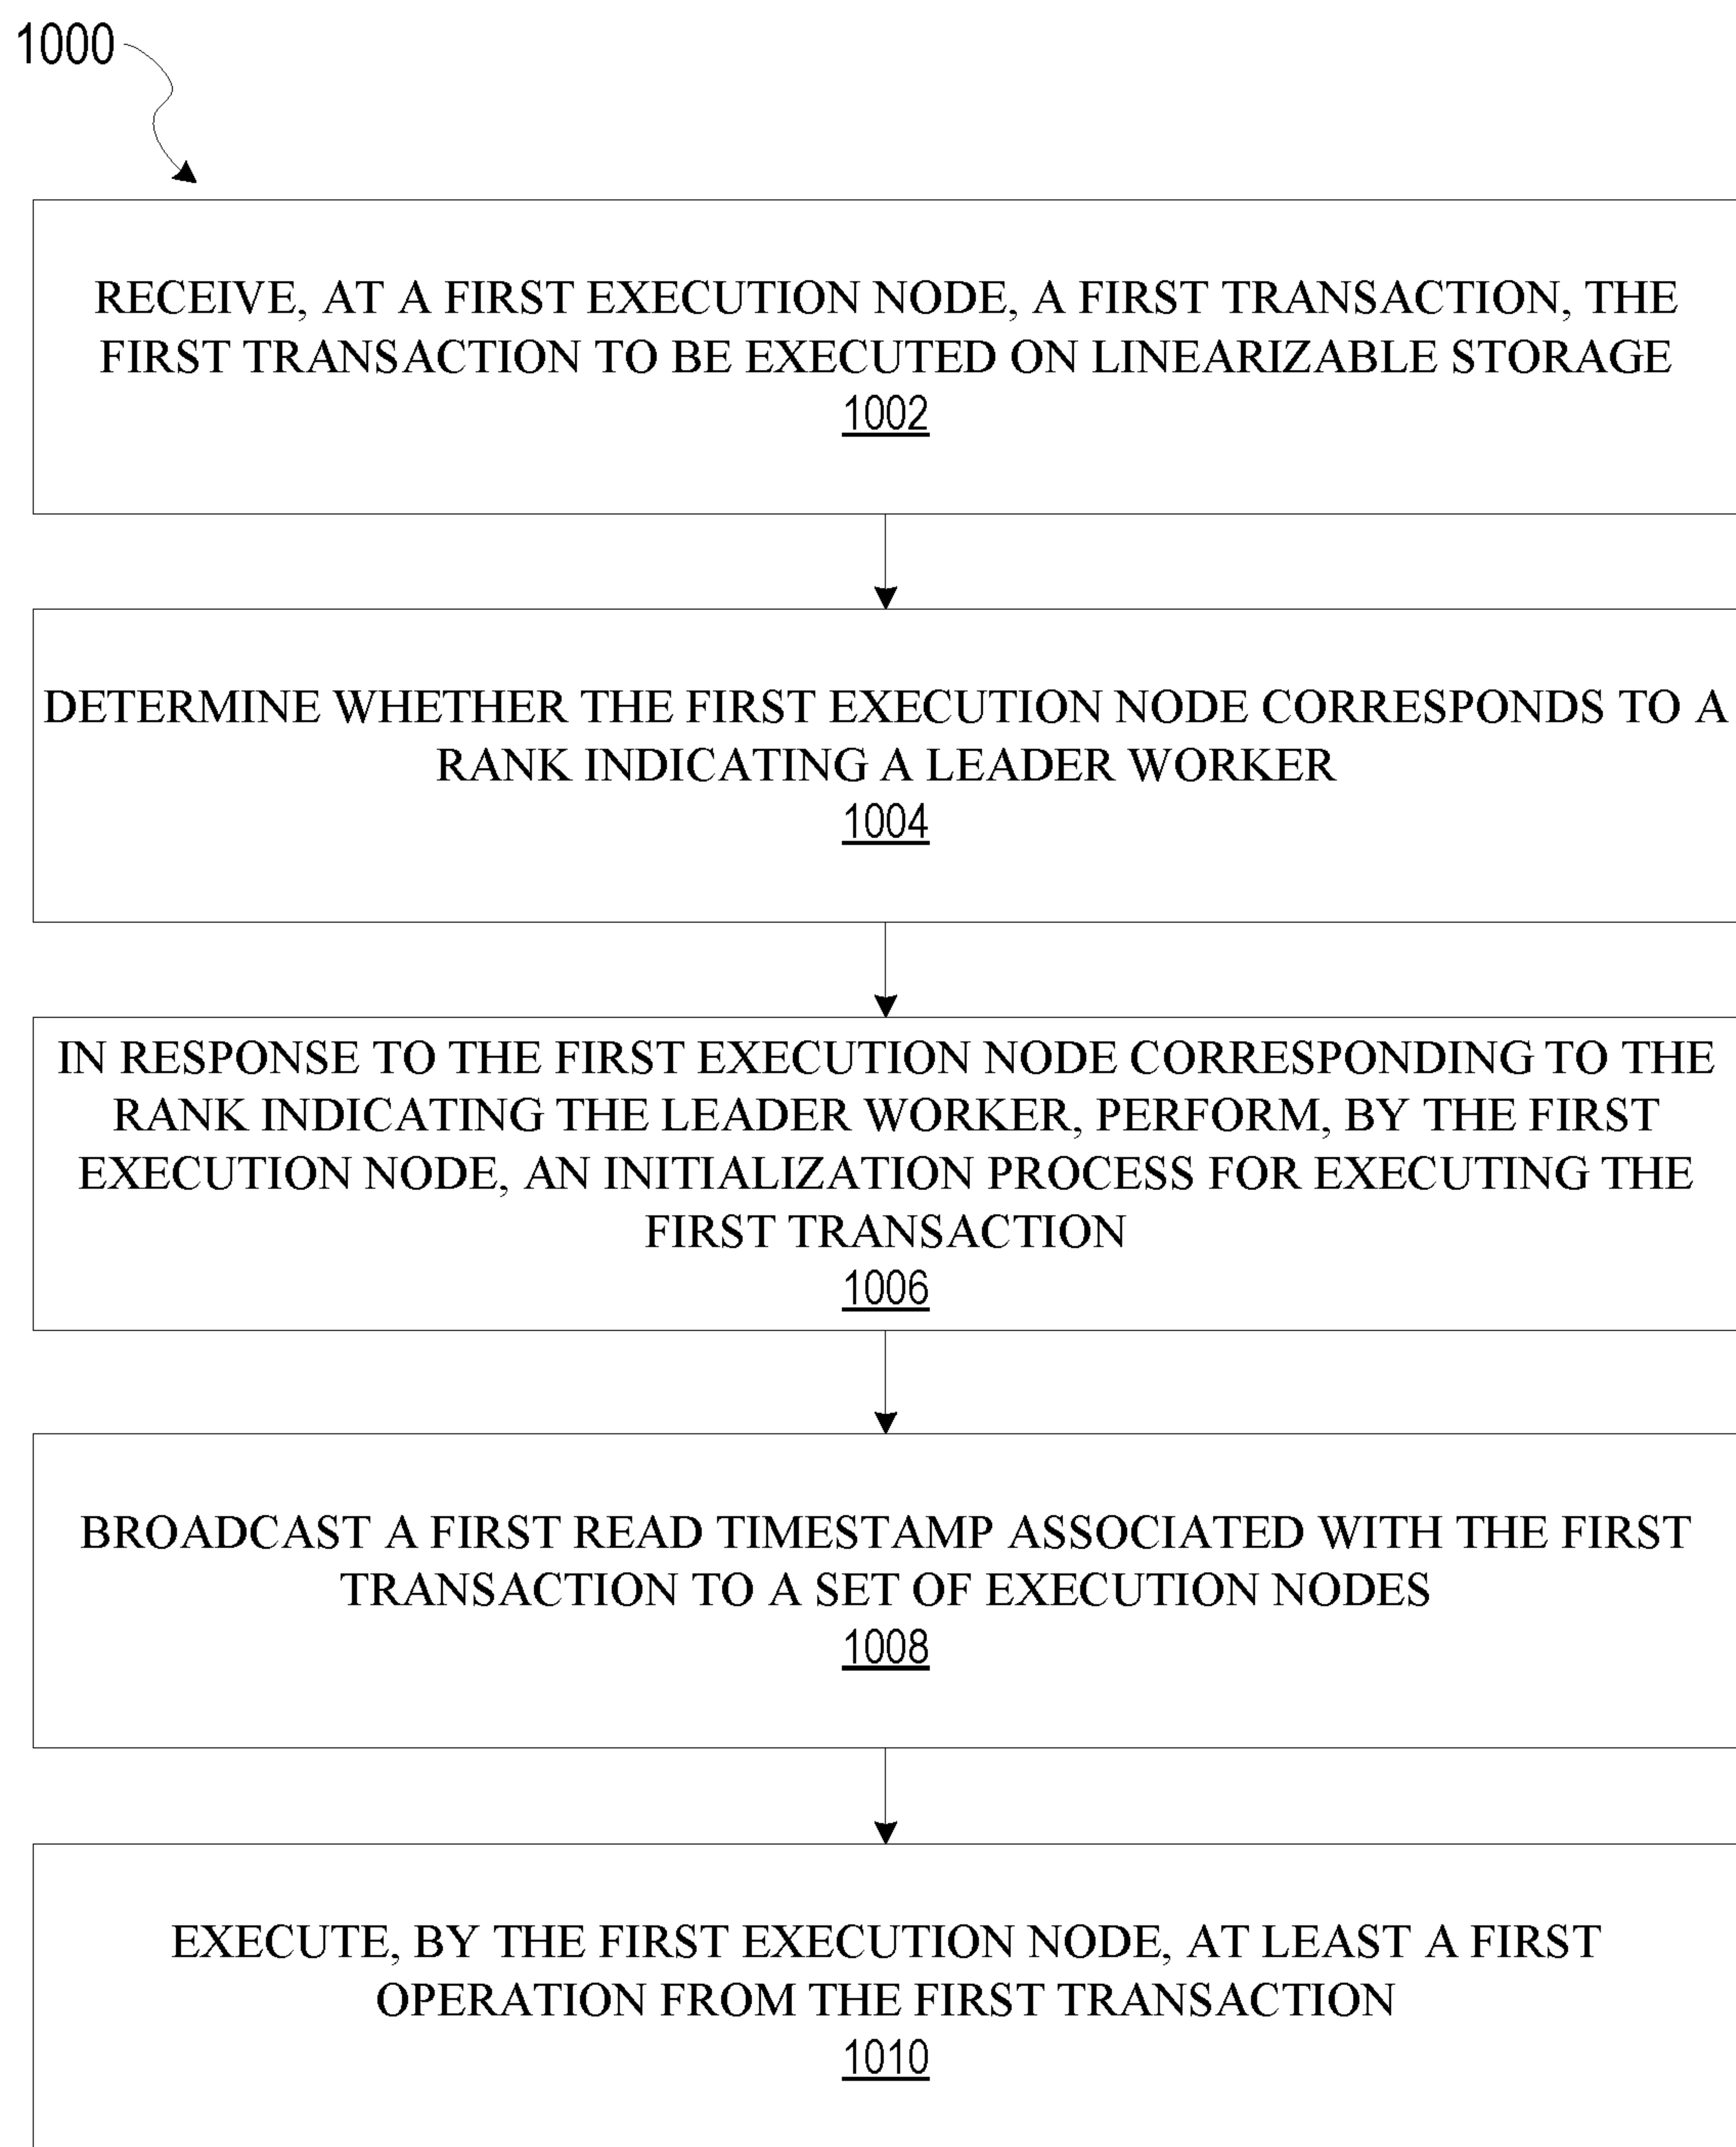 1000
RECEIVE, AT A FIRST EXECUTION NODE, A FIRST TRANSACTION, THE
FIRST TRANSACTION TO BE EXECUTED ON LINEARIZABLE STORAGE
1002
DETERMINE WHETHER THE FIRST EXECUTION NODE CORRESPONDS TO A
RANK INDICATING A LEADER WORKER
1004
IN RESPONSE TO THE FIRST EXECUTION NODE CORRESPONDING TO THE
RANK INDICATING THE LEADER WORKER, PERFORM, BY THE FIRST
EXECUTION NODE, AN INITIALIZATION PROCESS FOR EXECUTING THE
FIRST TRANSACTION
1006
BROADCAST A FIRST READ TIMESTAMP ASSOCIATED WITH THE FIRST
TRANSACTION TO A SET OF EXECUTION NODES
1008
EXECUTE, BY THE FIRST EXECUTION NODE, AT LEAST A FIRST
OPERATION FROM THE FIRST TRANSACTION
1010